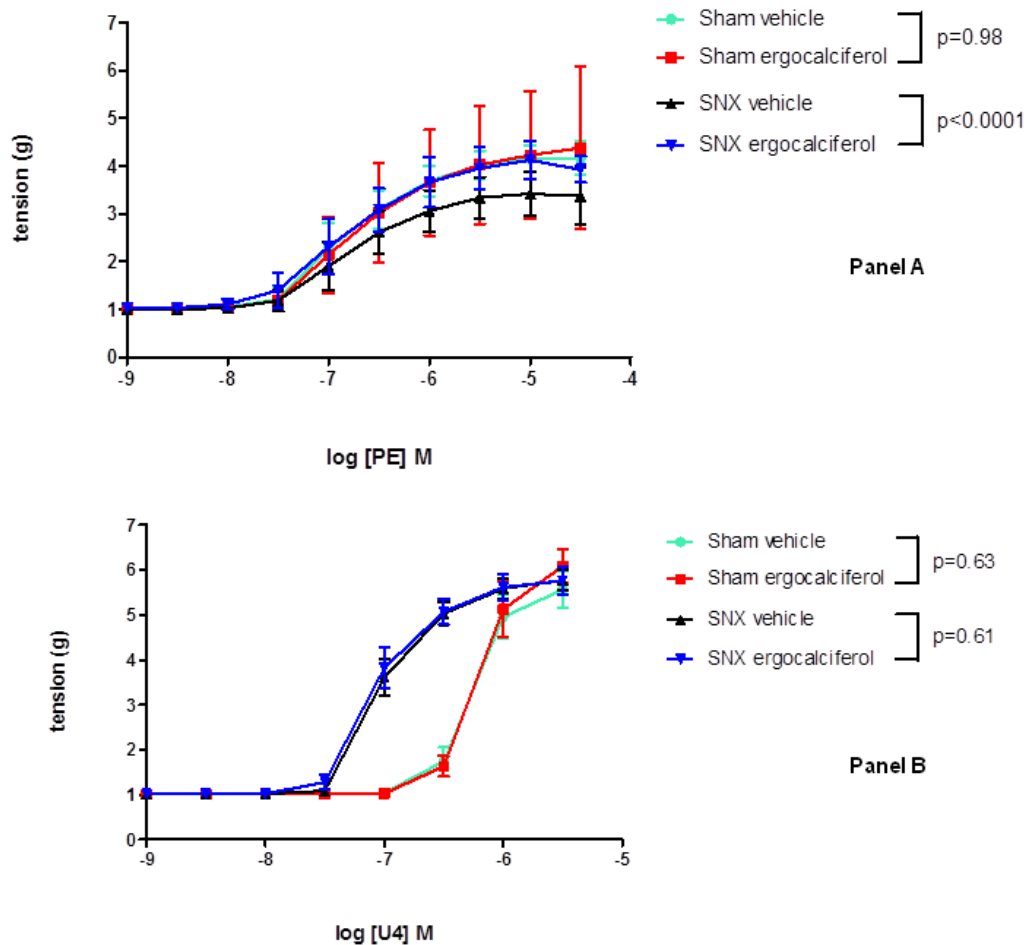 7
6
5
4
3
2
1
0
tension (g)
-9 -8 -7 -6 -5 -4
log [PE] M
Sham vehicle
Sham ergocalciferol
p=0.98
SNX vehicle
SNX ergocalciferol
p<0.0001
Panel A
7
6
5
4
3
2
1
0
tension (g)
-9 -8 -7 -6 -5
log [U4] M
Sham vehicle
Sham ergocalciferol
p=0.63
SNX vehicle
SNX ergocalciferol
p=0.61
Panel B